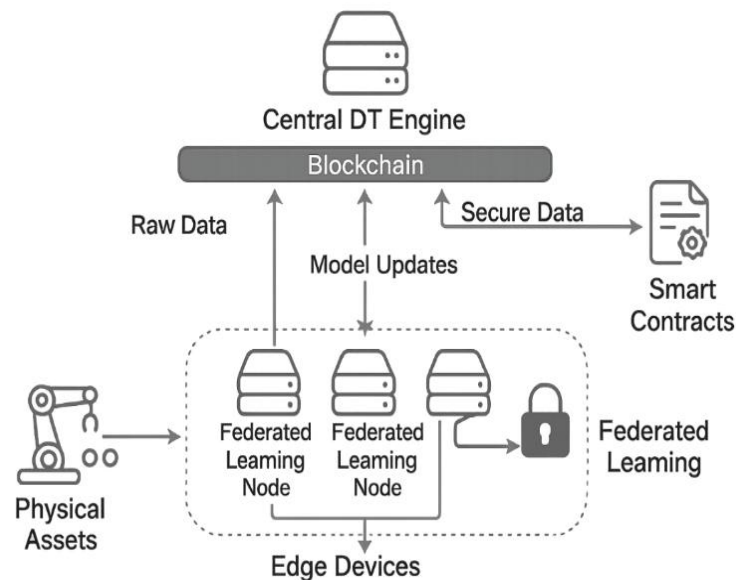 Central DT Engine
Blockchain
Raw Data
Secure Data
Model Updates
Smart
Contracts
Federated
Leaming
Node
Federated
Leaming
Node
Federated
Leaming
Physical
Assets
Edge Devices